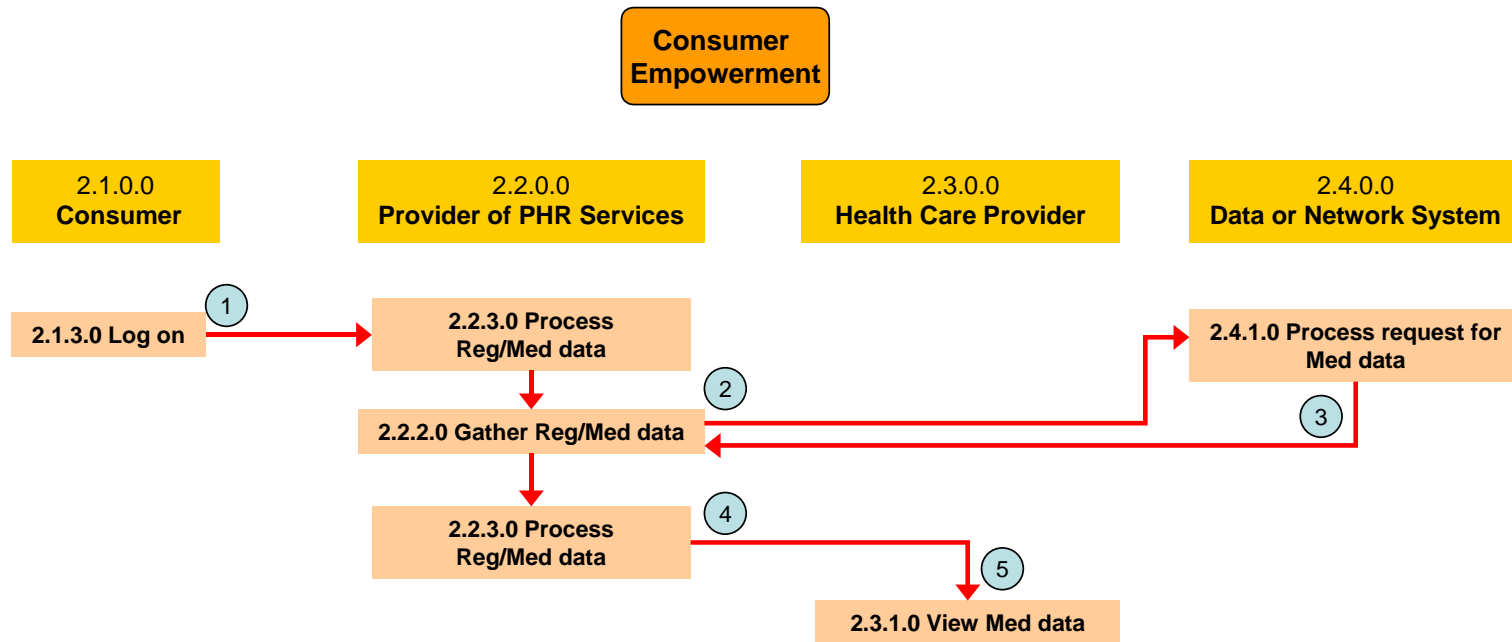 Consumer
Empowerment
2.1.0.0
Consumer
2.2.0.0
Provider of PHR Services
2.3.0.0
Health Care Provider
2.4.0.0
Data or Network System
1
2.1.3.0 Log on
2.2.3.0 Process
Reg/Med data
2.4.1.0 Process request for
Med data
2
3
2.2.2.0 Gather Reg/Med data
2.2.3.0 Process
Reg/Med data
4
5
2.3.1.0 View Med data